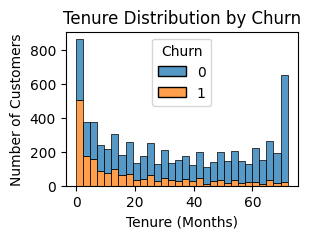 Tenure Distribution by Churn
Number of Customers
800
600
400
200
0
Churn
0
1
0 20 40 60
Tenure (Months)